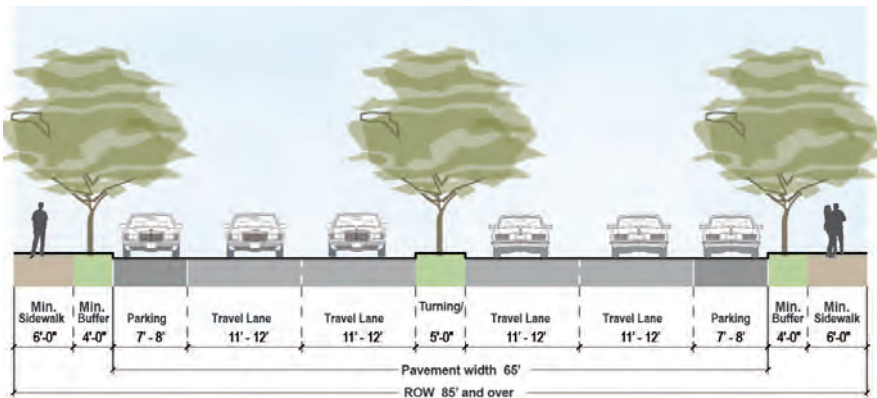 Min. Sidewalk
6'-0"
Min. Buffer
4'-0"
Parking
7' - 8'
Travel Lane
11' - 12'
Travel Lane
11' - 12'
Turning/
5'-0"
Travel Lane
11' - 12'
Travel Lane
11' - 12'
Parking
7' - 8'
Min. Buffer
4'-0"
Min. Sidewalk
6'-0"
Pavement width 65'
ROW 85' and over